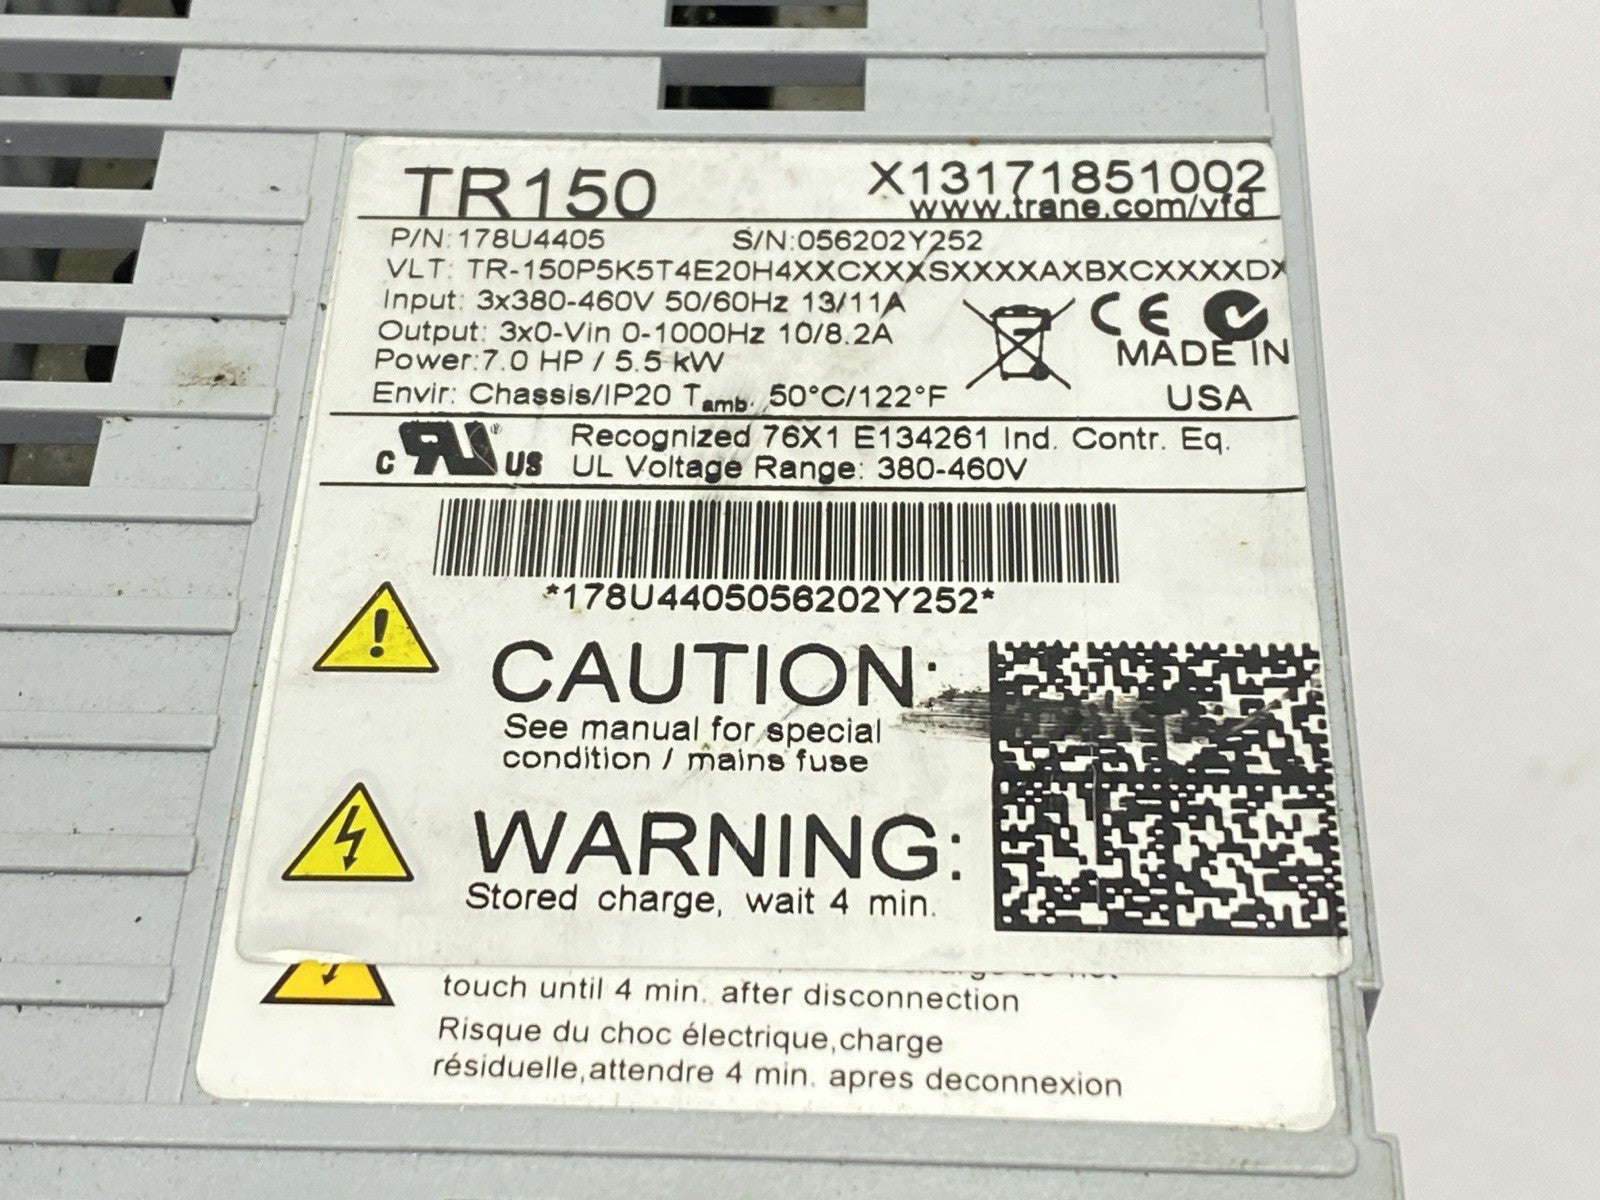 TR150 X13171851002
www.trane.com/vfd
P/N:178U4405 S/N:056202Y252
VLT: TR-150P5K5T4E20H4XXCXXXSXXXXAXBXCXXXXDX
Input: 3x380-460V 50/60Hz 13/11A
Output: 3x0-Vin 0-1000Hz 10/8.2A
Power:7.0 HP / 5.5 kW
CE
MADE IN
USA
Envir: Chassis/IP20 Tamb. 50°C/122°F
c RU ® US
Recognized 76X1 E134261 Ind. Contr. Eq.
UL Voltage Range: 380-460V
*178U4405056202Y252*
CAUTION:
See manual for special
condition / mains fuse
WARNING:
Stored charge, wait 4 min.
touch until 4 min. after disconnection
Risque du choc électrique,charge
résiduelle,attendre 4 min. apres deconnexion